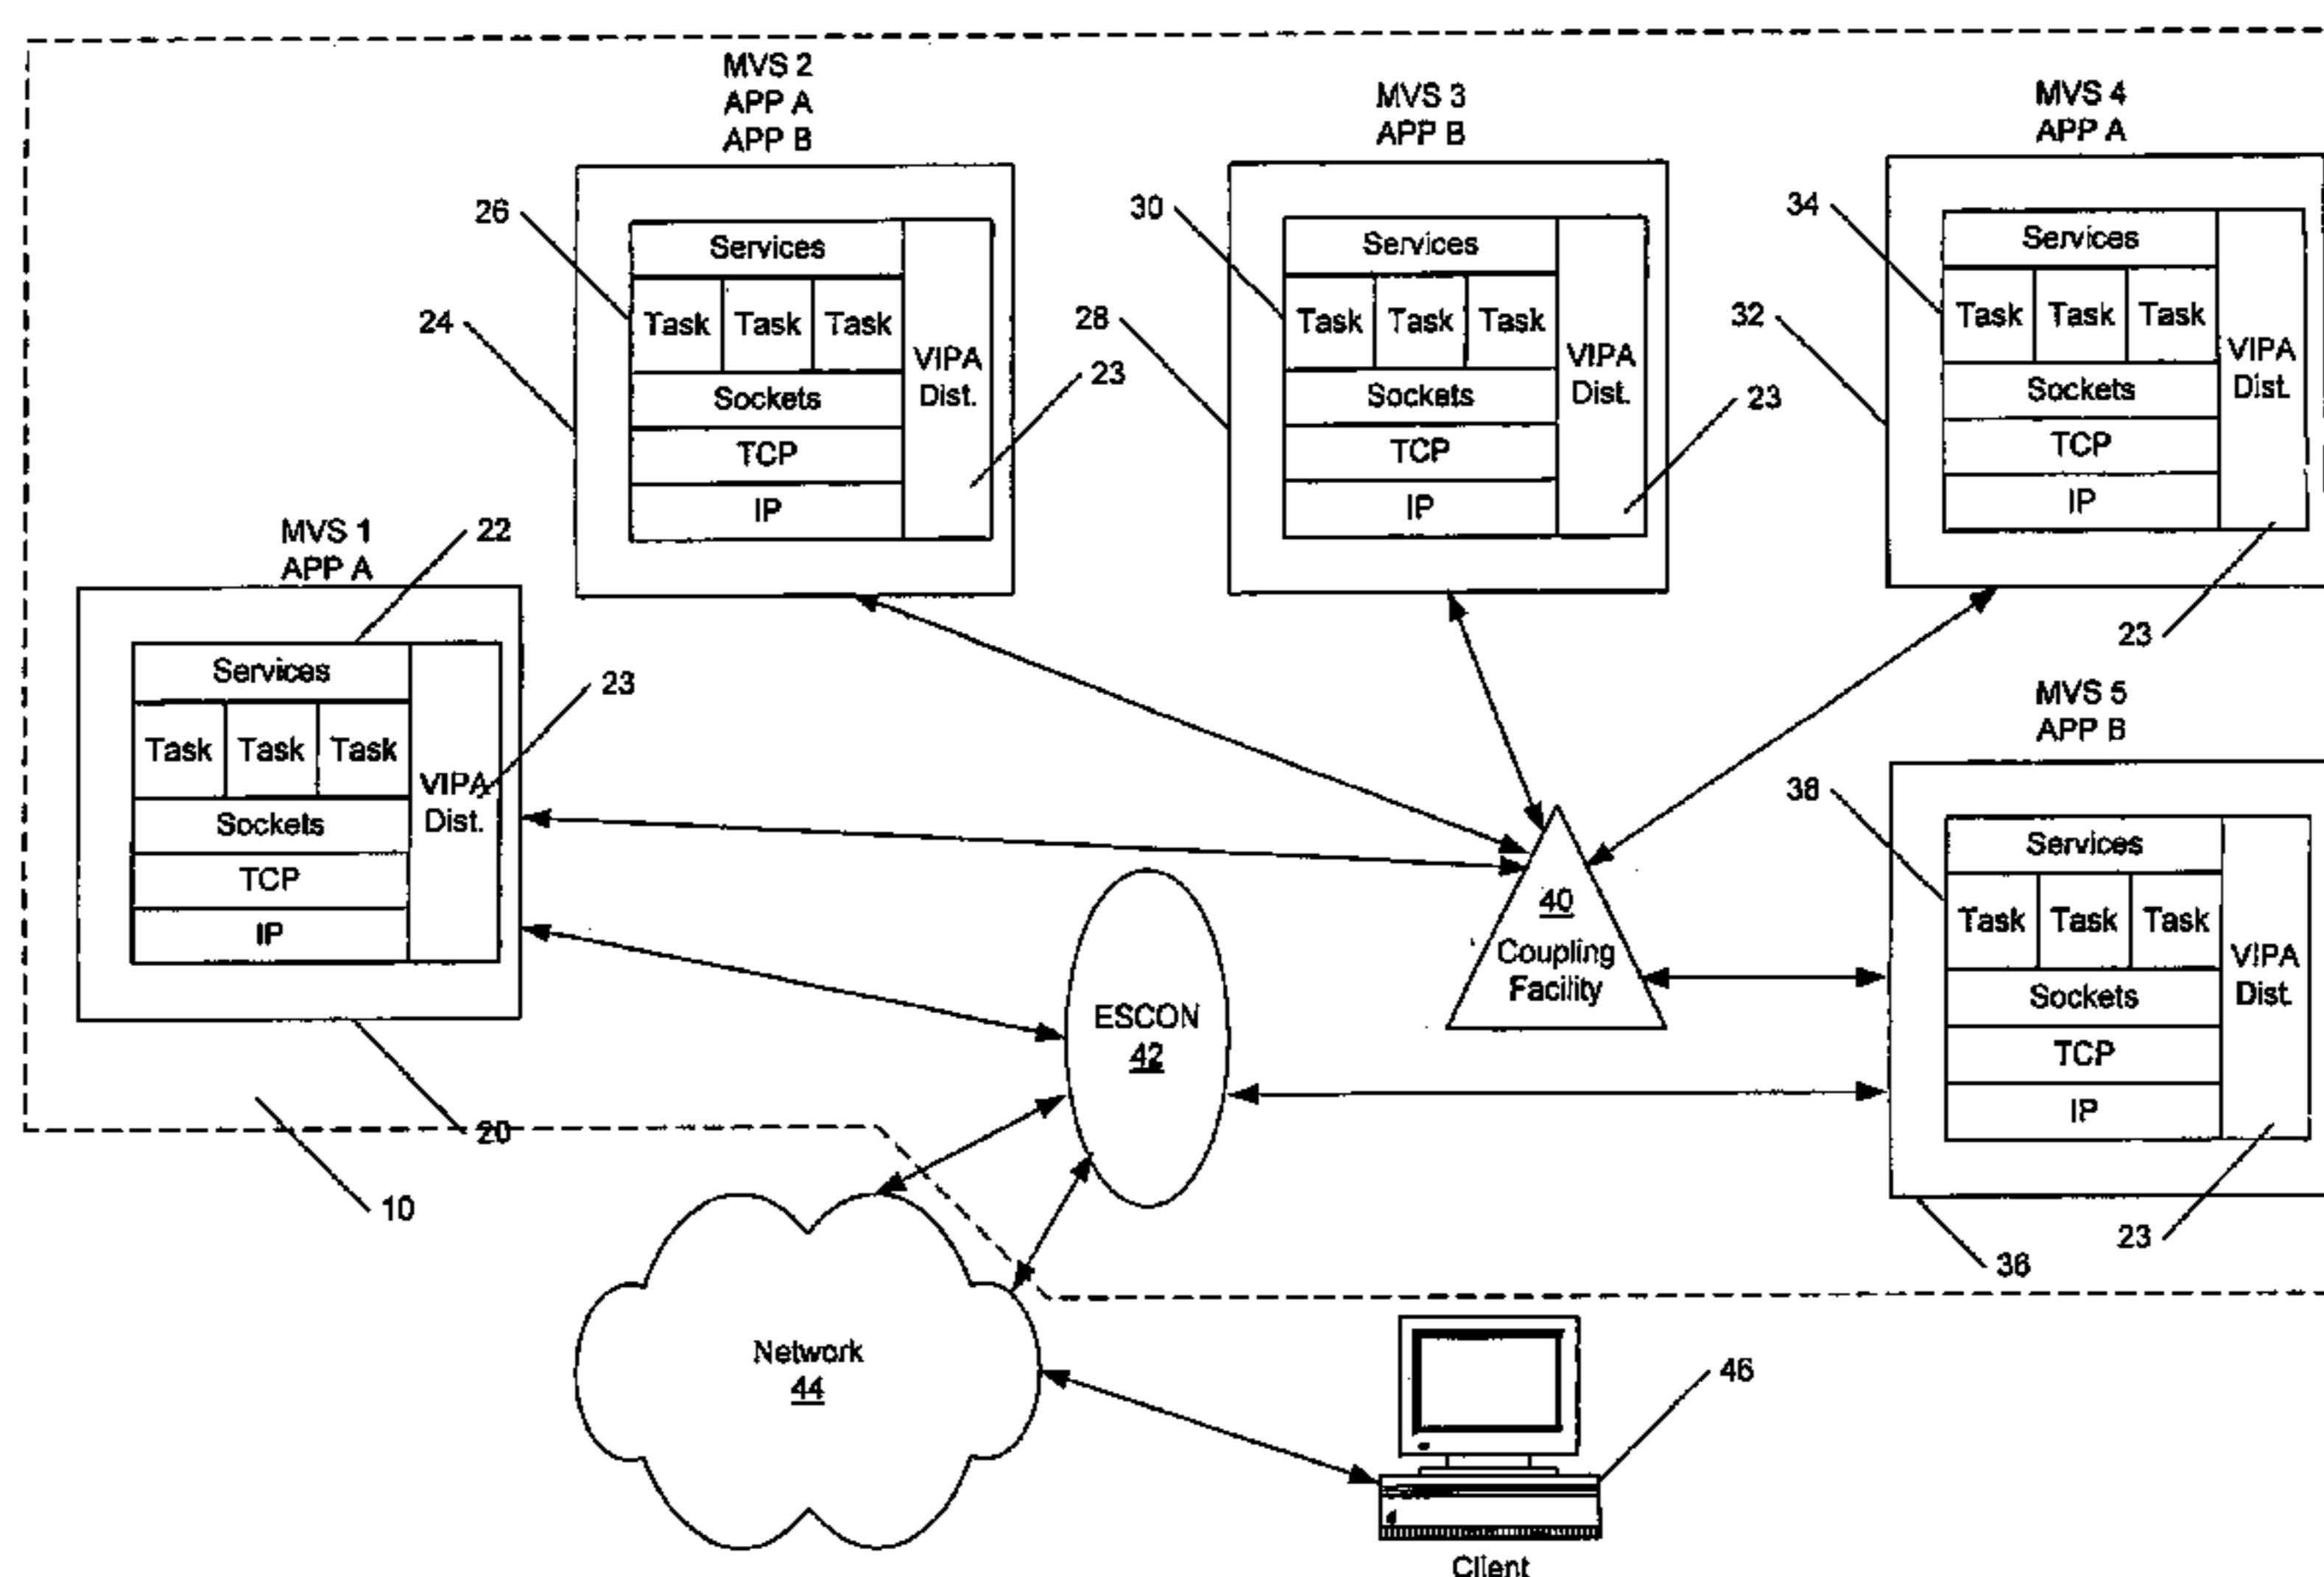 MVS 2
APP A
APP B
MVS 3
APP B
MVS 4
APP A
26
Services
Task Task Task
Sockets
TCP
IP
VIPA
Dist.
24
23
30
Services
Task Task Task
Sockets
TCP
IP
VIPA
Dist.
28
23
34
Services
Task Task Task
Sockets
TCP
IP
VIPA
Dist.
32
23
MVS 1
APP A
22
Services
Task Task Task
Sockets
TCP
IP
VIPA
Dist.
23
20
10
MVS 5
APP B
38
Services
Task Task Task
Sockets
TCP
IP
VIPA
Dist.
23
36
40
Coupling
Facility
ESCON
42
Network
44
46
Client